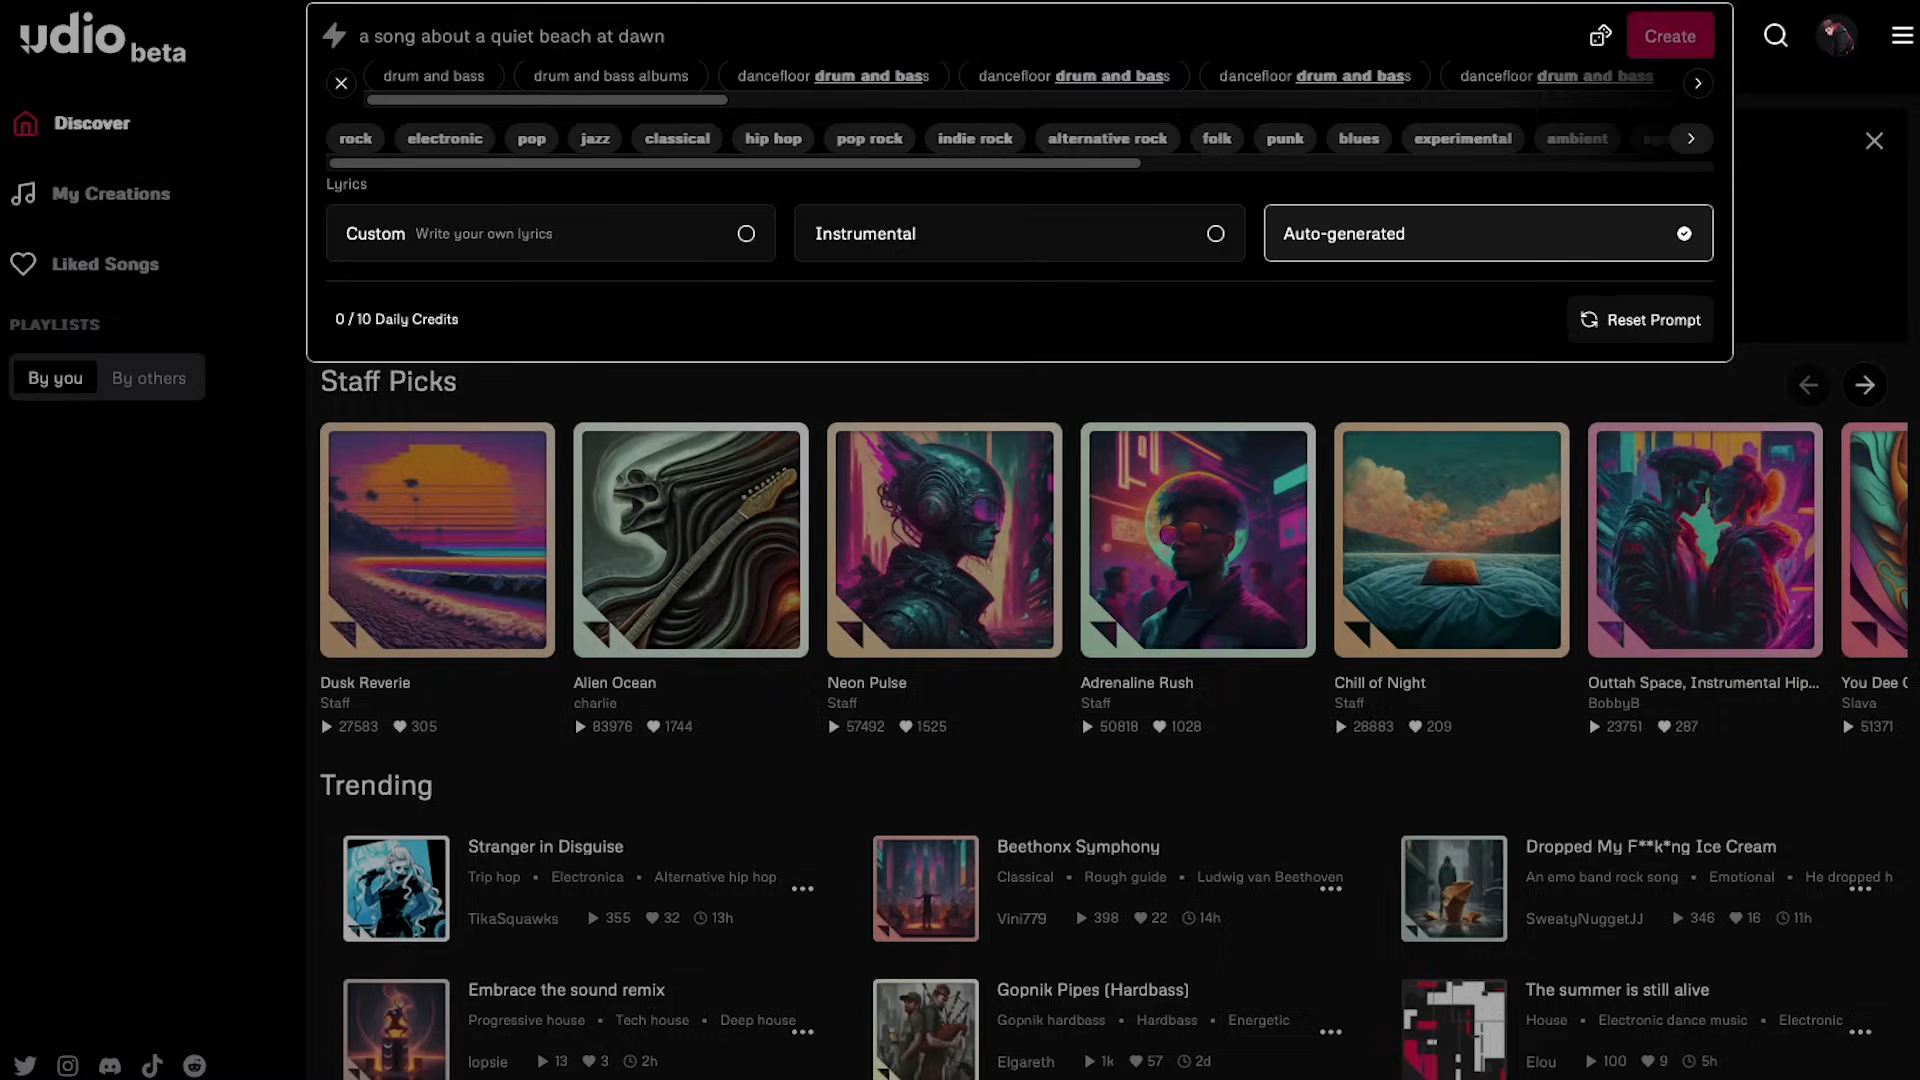 udio beta
a song about a quiet beach at dawn
Create
drum and bass
drum and bass albums
dancefloor drum and bass
dancefloor drum and bass
dancefloor drum and bass
dancefloor drum and bass
Discover
rock
electronic
pop
jazz
classical
hip hop
pop rock
indie rock
alternative rock
folk
punk
blues
experimental
ambient
Lyrics
My Creations
Custom Write your own lyrics
Instrumental
Auto-generated
Liked Songs
0 / 10 Daily Credits
Reset Prompt
PLAYLISTS
By you
By others
Staff Picks
Dusk Reverie
Staff
27583 305
Alien Ocean
charlie
83976 1744
Neon Pulse
Staff
57492 1525
Adrenaline Rush
Staff
50818 1028
Chill of Night
Staff
28883 209
Outtah Space, Instrumental Hip...
BobbyB
23751 287
You Dee
Slava
51371
Trending
Stranger in Disguise
Trip hop • Electronica • Alternative hip hop
TikaSquawks 355 32 13h
Beethonx Symphony
Classical • Rough guide • Ludwig van Beethoven
Vini779 398 22 14h
Dropped My F**k*ng Ice Cream
An emo band rock song • Emotional • He dropped h
SweatyNuggetJJ 346 16 11h
Embrace the sound remix
Progressive house • Tech house • Deep house
lopsie 13 3 2h
Gopnik Pipes (Hardbass)
Gopnik hardbass • Hardbass • Energetic
Elgareth 1k 57 2d
The summer is still alive
House • Electronic dance music • Electronic
Elou 100 9 5h